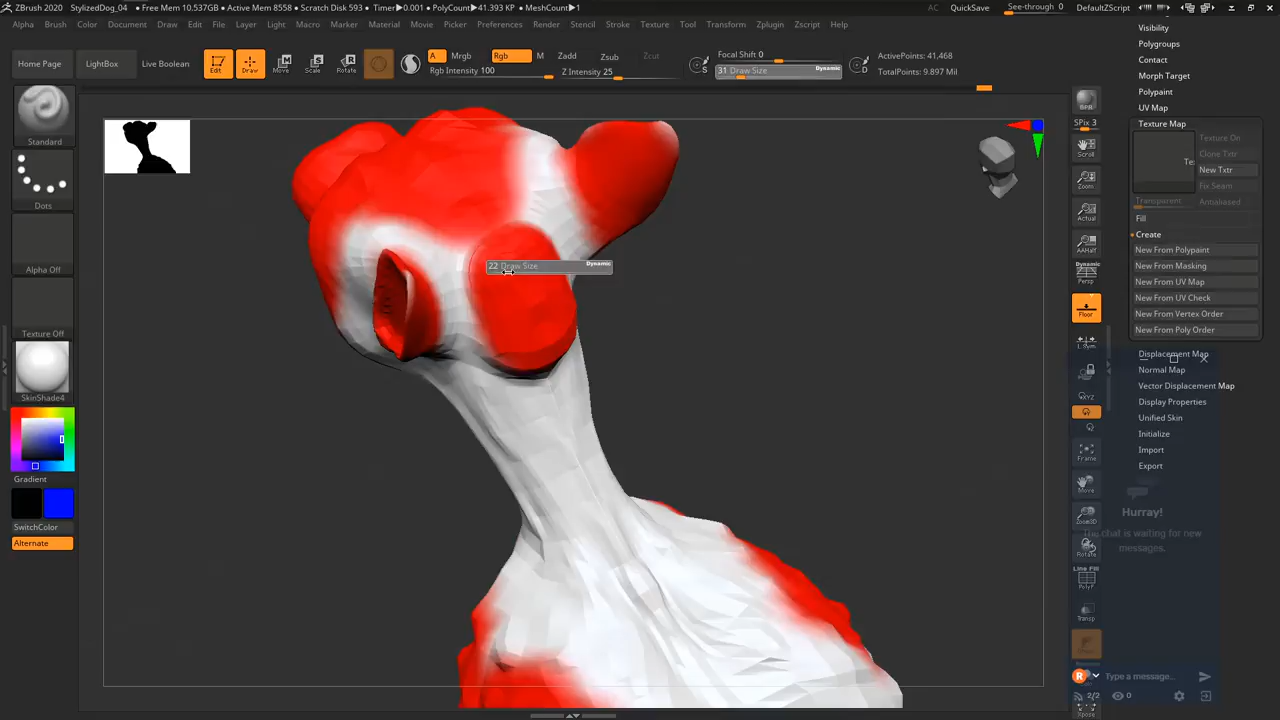 ZBrush 2020 StylizedDog_04 • Free Mem 10.537GB • Active Mem 8558 • Scratch Disk 593 • Timer▶0.001 • PolyCount▶41.393 KP • MeshCount▶1
AC QuickSave See-through 0 Menus DefaultZScript
Alpha Brush Color Document Draw Edit File Layer Light Macro Marker Material Movie Picker Preferences Render Stencil Stroke Texture Tool Transform Zplugin Zscript Help
Home Page LightBox Live Boolean
Edit Draw Move Scale Rotate
A Mrgb Rgb M Zadd Zsub Zcut
Rgb Intensity 100 Z Intensity 25
Focal Shift 0
31 Draw Size Dynamic
S D
ActivePoints: 41,468
TotalPoints: 9.897 Mil
Standard
Dots
Alpha Off
Texture Off
SkinShade4
Gradient
SwitchColor
Alternate
22 Draw Size Dynamic
BPR
SPix 3
Scroll
Zoom
Actual
AAHalf
Dynamic
Persp
Floor
L.Sym
XYZ
Frame
Move
Zoom3D
Rotate
Line Fill
PolyF
Transp
Xpose
Visibility
Polygroups
Contact
Morph Target
Polypaint
UV Map
Texture Map
Texture On
Clone Txtr
Te
New Txtr
Fix Seam
Transparent Antialiased
Fill
Create
New From Polypaint
New From Masking
New From UV Map
New From UV Check
New From Vertex Order
New From Poly Order
Displacement Map
Normal Map
Vector Displacement Map
Display Properties
Unified Skin
Initialize
Import
Export
Hurray!
The chat is waiting for new
messages.
R Type a message...
2/2 0